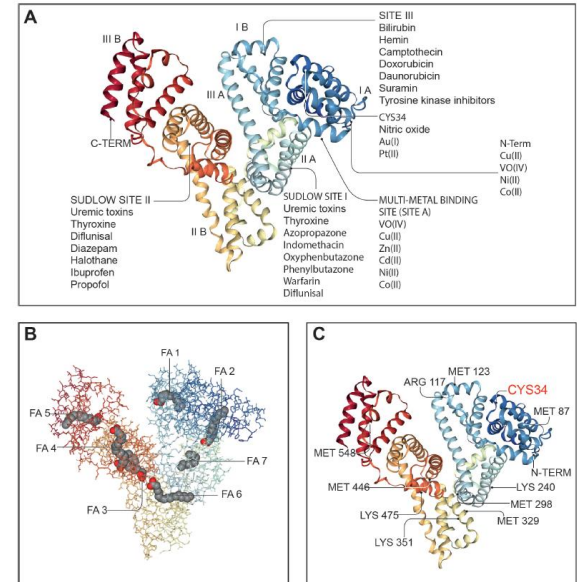 A
III B
I B
SITE III
Bilirubin
Hemin
Camptothecin
Doxorubicin
Daunorubicin
Suramin
Tyrosine kinase inhibitors
III A
I A
C-TERM
CYS34
Nitric oxide
Au(I)
Pt(II)
N-Term
Cu(II)
VO(IV)
Ni(II)
Co(II)
II A
SUDLOW SITE II
Uremic toxins
Thyroxine
Diflunisal
Diazepam
Halothane
Ibuprofen
Propofol
II B
SUDLOW SITE I
Uremic toxins
Thyroxine
Azopropazone
Indomethacin
Oxyphenbutazone
Phenylbutazone
Warfarin
Diflunisal
MULTI-METAL BINDING
SITE (SITE A)
VO(IV)
Cu(II)
Zn(II)
Cd(II)
Ni(II)
Co(II)
B
FA 1
FA 2
FA 5
FA 4
FA 7
FA 3
FA 6
C
MET 123
ARG 117
CYS34
MET 87
MET 548
N-TERM
MET 446
LYS 240
MET 298
LYS 475
MET 329
LYS 351